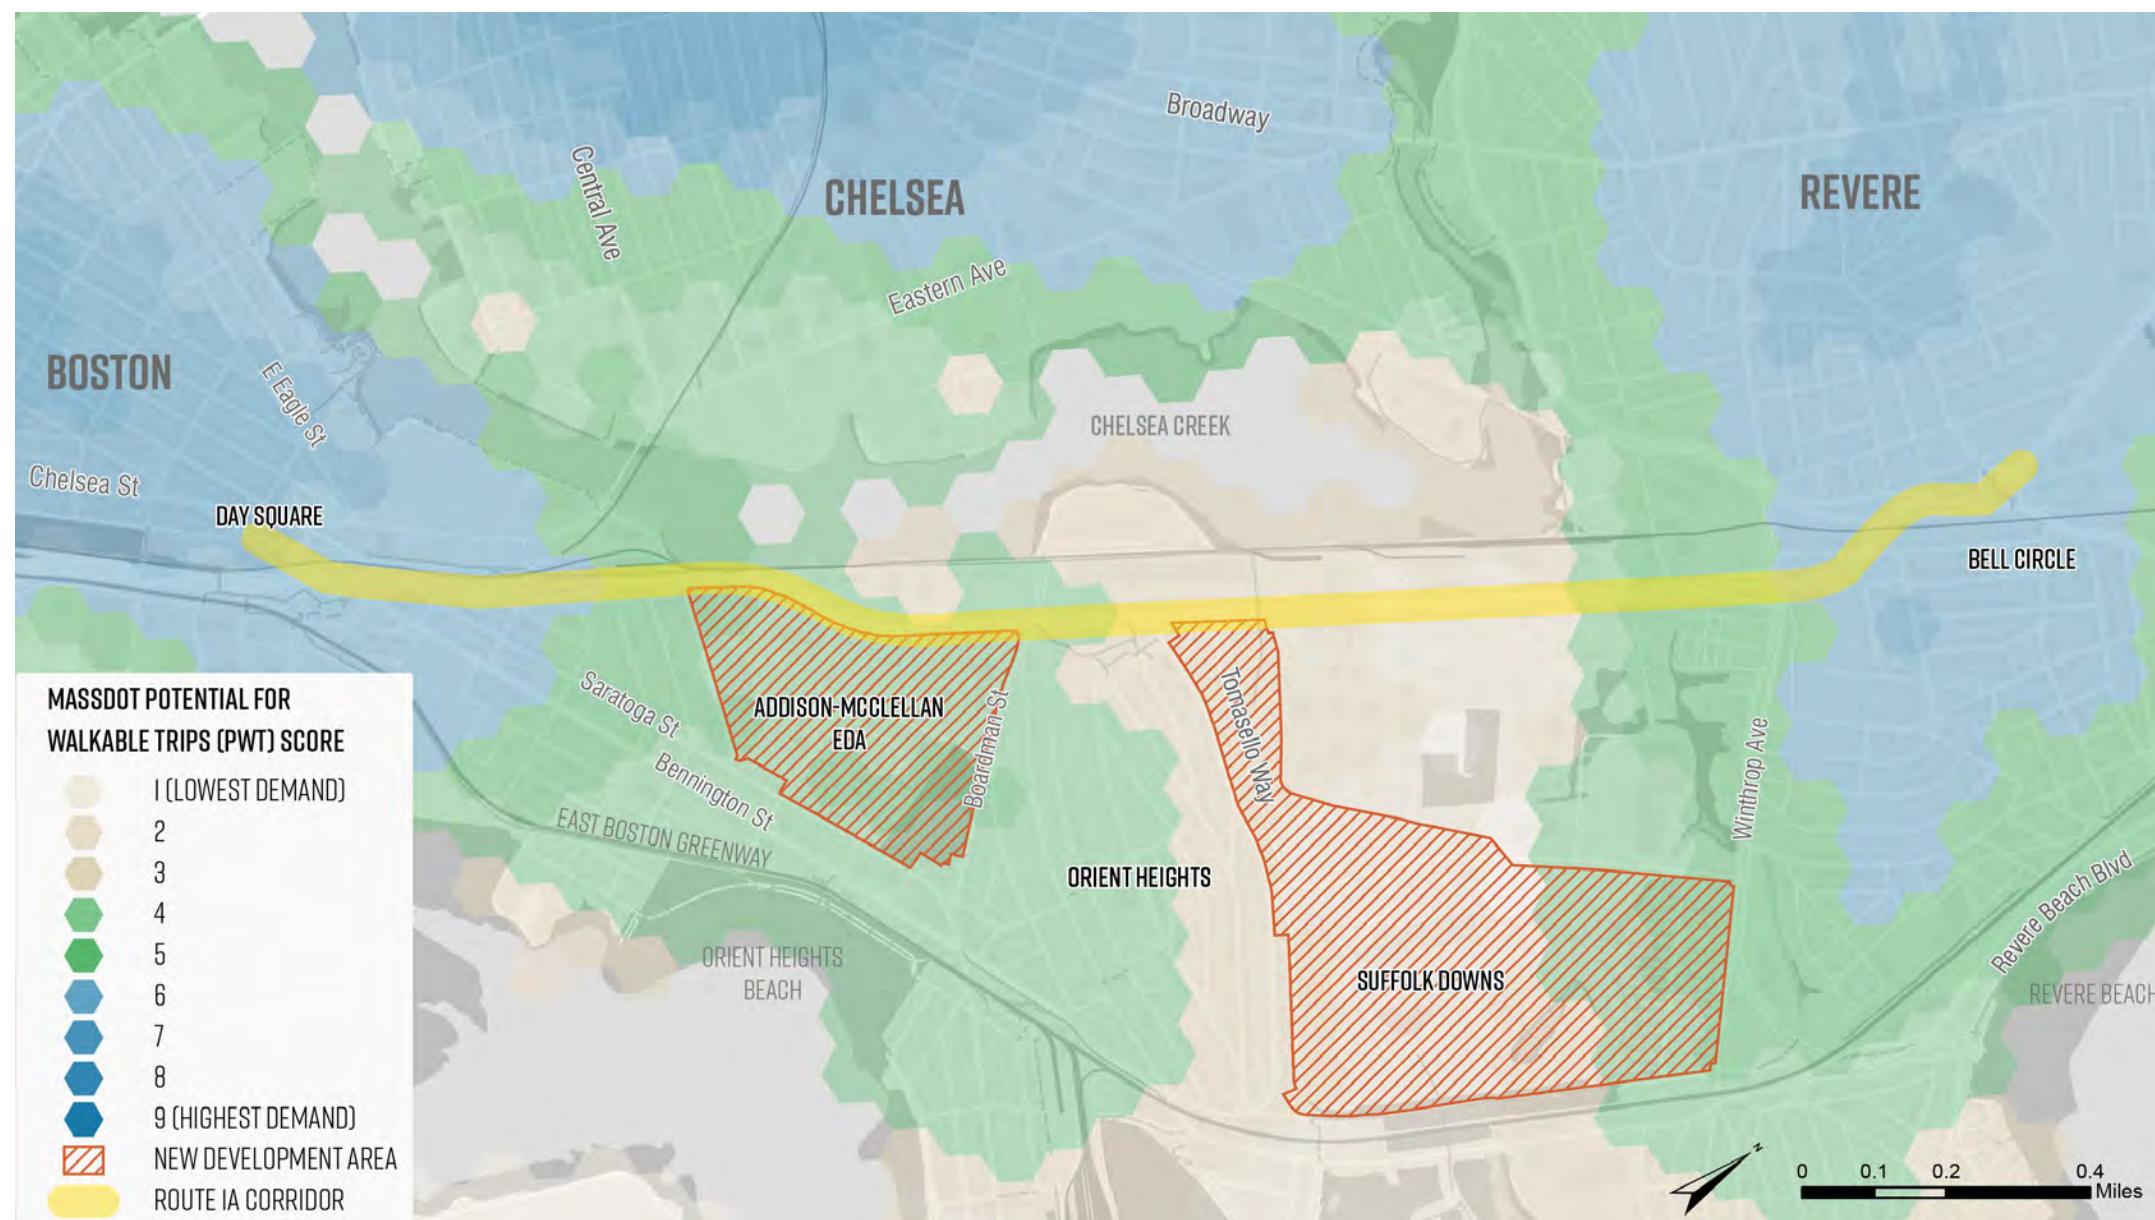 Broadway
Central Ave
CHELSEA
REVERE
Eastern Ave
BOSTON
E Eagle St
CHELSEA CREEK
Chelsea St
DAY SQUARE
BELL CIRCLE
Saratoga St
ADDISON-MCCLELLAN
EDA
Boardman St
Tomasello Way
Bennington St
Winthrop Ave
EAST BOSTON GREENWAY
ORIENT HEIGHTS
Revere Beach Blvd
ORIENT HEIGHTS
BEACH
SUFFOLK DOWNS
REVERE BEACH
MASSDOT POTENTIAL FOR
WALKABLE TRIPS (PWT) SCORE
1 (LOWEST DEMAND)
2
3
4
5
6
7
8
9 (HIGHEST DEMAND)
NEW DEVELOPMENT AREA
ROUTE 1A CORRIDOR
N
0 0.1 0.2 0.4
Miles